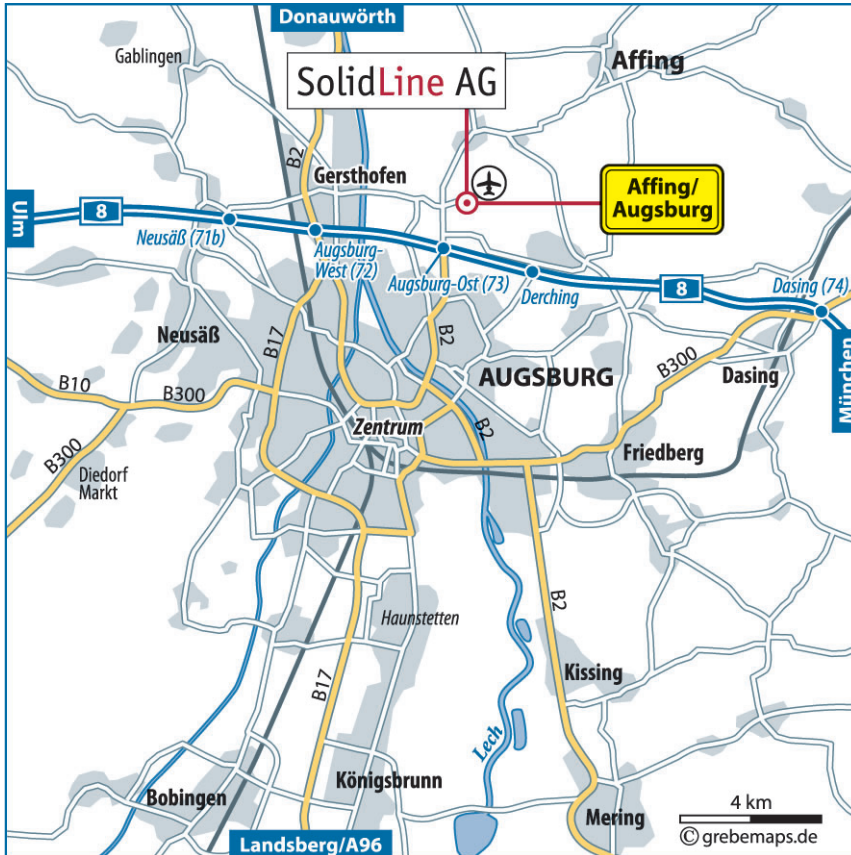 Donauwörth
Gablingen
Affing
SolidLine AG
B2
Gersthofen
Affing/
Augsburg
Ulm
8
Neusäß (71b)
Augsburg-
West (72)
Augsburg-Ost (73)
Derching
8
Dasing (74)
Neusäß
B17
B2
AUGSBURG
B300
Dasing
München
B10
B300
Zentrum
B2
B300
Diedorf
Markt
Friedberg
Haunstetten
B2
Kissing
B17
Lech
Königsbrunn
Bobingen
Mering
4 km
© grebemaps.de
Landsberg/A96